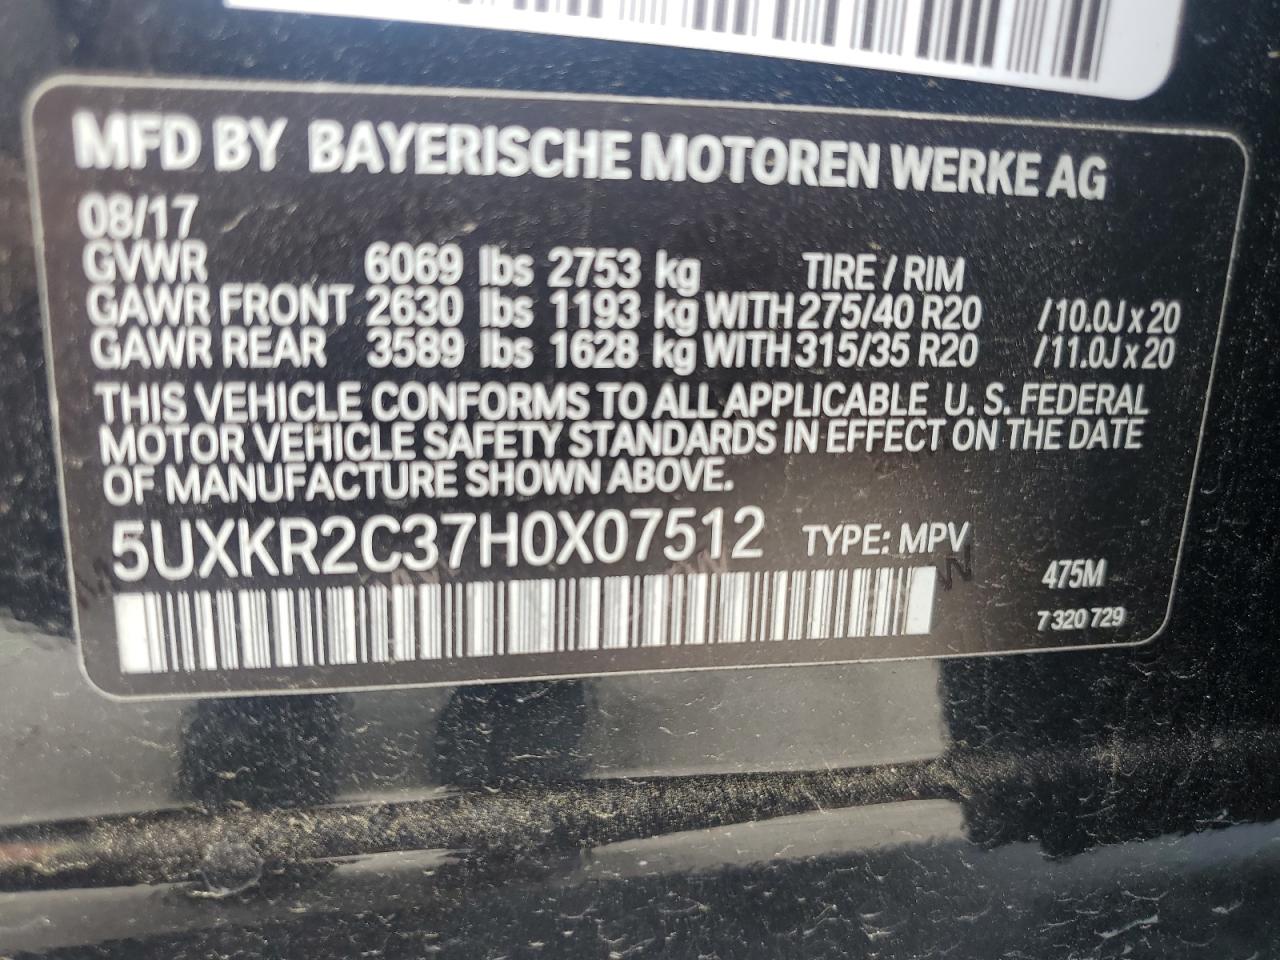 MFD BY BAYERISCHE MOTOREN WERKE AG
08/17
GVWR 6069 lbs 2753 kg TIRE / RIM
GAWR FRONT 2630 lbs 1193 kg WITH 275/40 R20 /10.0J x 20
GAWR REAR 3589 lbs 1628 kg WITH 315/35 R20 /11.0J x 20
THIS VEHICLE CONFORMS TO ALL APPLICABLE U. S. FEDERAL
MOTOR VEHICLE SAFETY STANDARDS IN EFFECT ON THE DATE
OF MANUFACTURE SHOWN ABOVE.
5UXKR2C37H0X07512 TYPE: MPV
475M
7 320 729